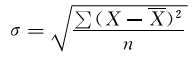 σ = √(∑(X − X̅)² / n)